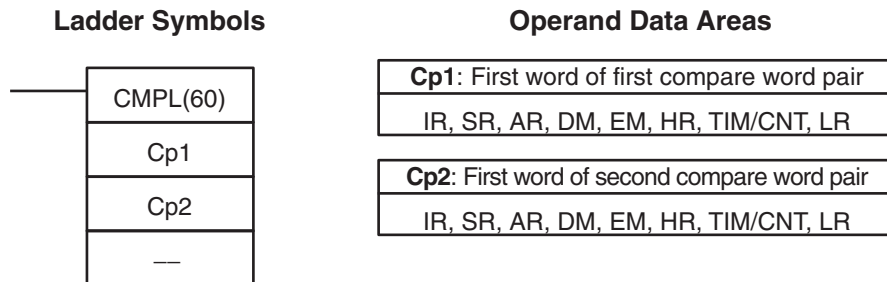 Ladder Symbols
CMPL(60)
Cp1
Cp2
––
Operand Data Areas
Cp1: First word of first compare word pair
IR, SR, AR, DM, EM, HR, TIM/CNT, LR
Cp2: First word of second compare word pair
IR, SR, AR, DM, EM, HR, TIM/CNT, LR